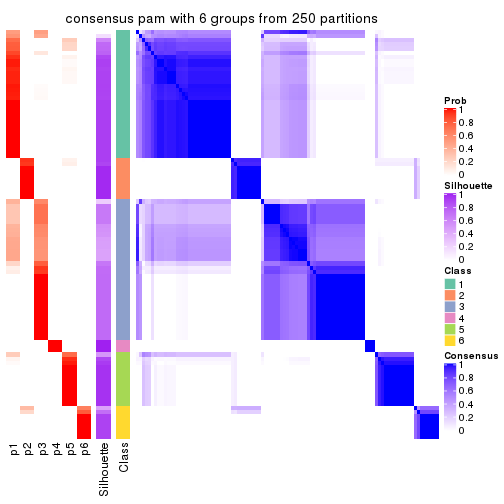 consensus pam with 6 groups from 250 partitions
Prob
1
0.8
0.6
0.4
0.2
0
Silhouette
1
0.8
0.6
0.4
0.2
0
Class
1
2
3
4
5
6
Consensus
1
0.8
0.6
0.4
0.2
0
p1
p2
p3
p4
p5
p6
Silhouette
Class